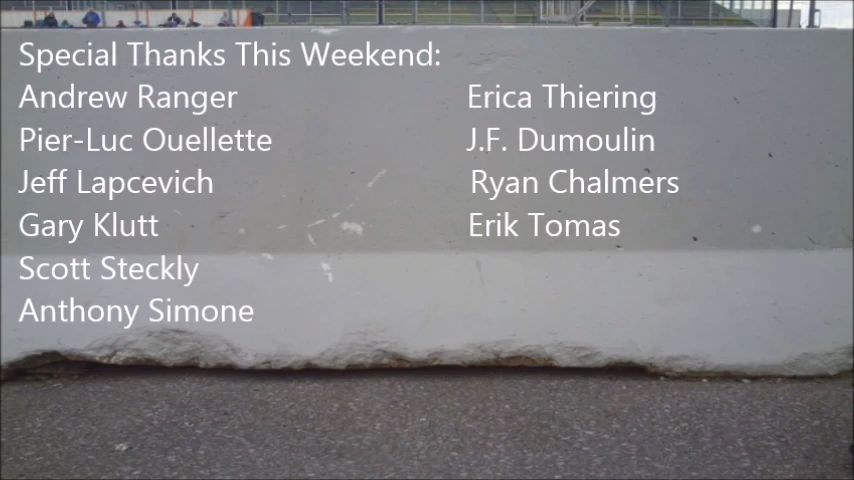 Special Thanks This Weekend:
Andrew Ranger
Pier-Luc Ouellette
Jeff Lapcevich
Gary Klutt
Scott Steckly
Anthony Simone
Erica Thiering
J.F. Dumoulin
Ryan Chalmers
Erik Tomas